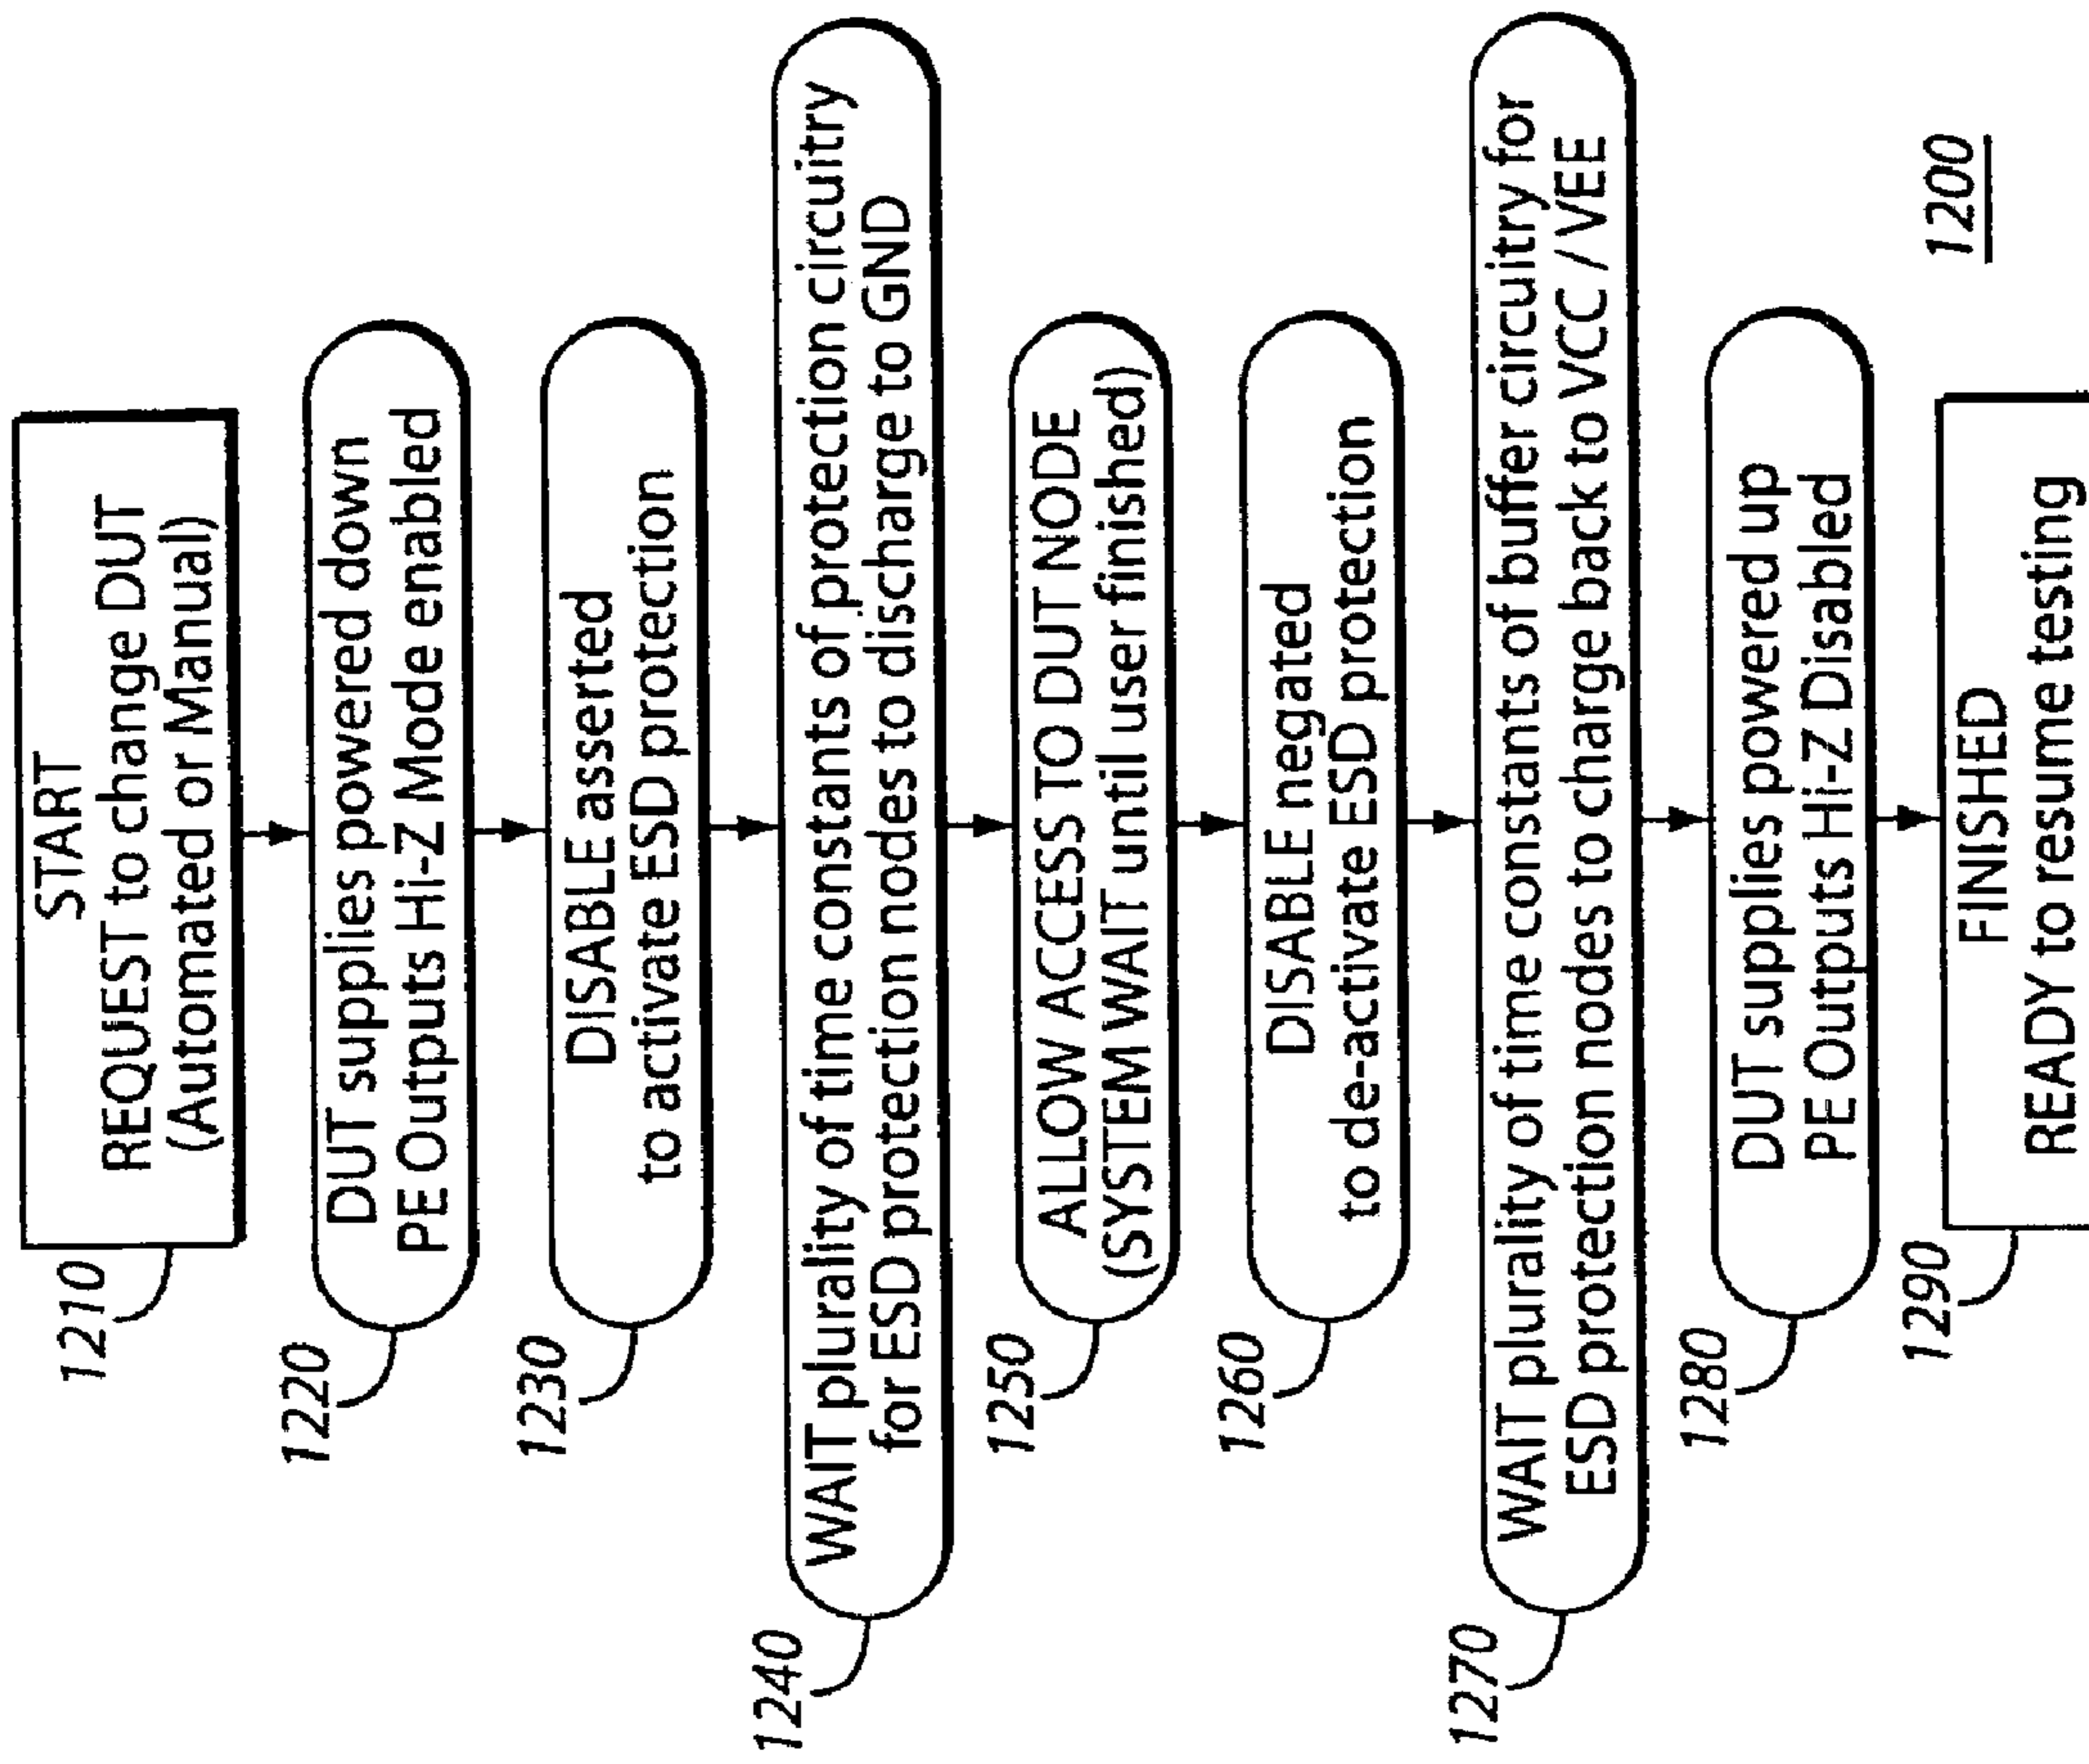 START
REQUEST to change DUT
(Automated or Manual)
1210
DUT supplies powered down
PE Outputs Hi-Z Mode enabled
1220
DISABLE asserted
to activate ESD protection
1230
WAIT plurality of time constants of protection circuitry
for ESD protection nodes to discharge to GND
1240
ALLOW ACCESS TO DUT NODE
(SYSTEM WAIT until user finished)
1250
DISABLE negated
to de-activate ESD protection
1260
WAIT plurality of time constants of buffer circuitry for
ESD protection nodes to charge back to VCC / VEE
1270
DUT supplies powered up
PE Outputs Hi-Z Disabled
1280
FINISHED
READY to resume testing
1290
1200